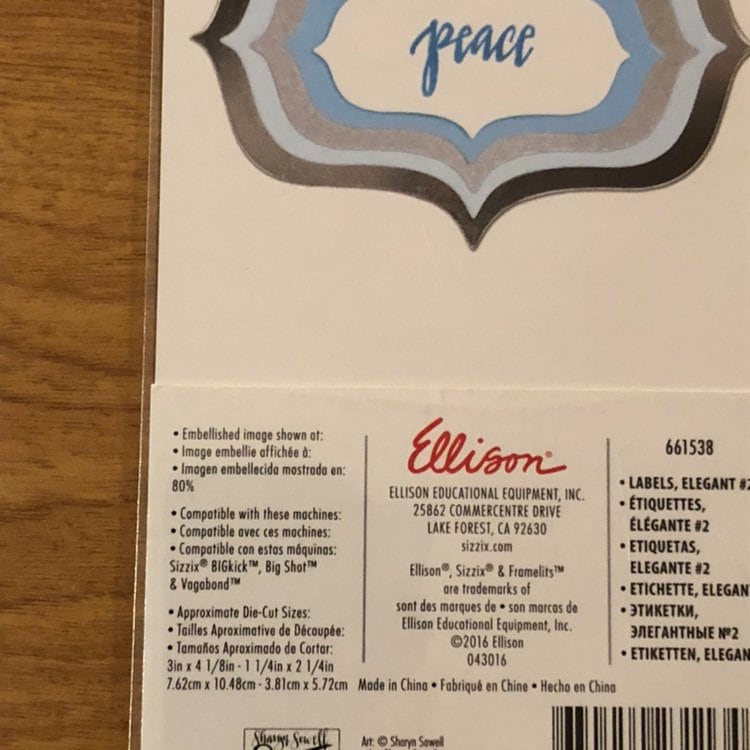 peace
• Embellished image shown at:
• Image embellie affichée à:
• Imagen embellecida mostrada en:
80%
• Compatible with these machines:
• Compatible avec ces machines:
• Compatible con estas máquinas:
Sizzix® BIGkick™, Big Shot™
& Vagabond™
• Approximate Die-Cut Sizes:
• Tailles Aproximative de Découpée:
• Tamaños Aproximado de Cortar:
3in x 4 1/8in - 1 1/4in x 2 1/4in
7.62cm x 10.48cm - 3.81cm x 5.72cm
Ellison®
ELLISON EDUCATIONAL EQUIPMENT, INC.
25862 COMMERCENTRE DRIVE
LAKE FOREST, CA 92630
sizzix.com
Ellison®, Sizzix® & Framelits™
are trademarks of
sont des marques de • son marcas de
Ellison Educational Equipment, Inc.
©2016 Ellison
043016
Made in China • Fabriqué en Chine • Hecho en China
661538
• LABELS, ELEGANT #2
• ÉTIQUETTES,
ÉLÉGANTE #2
• ETIQUETAS,
ELEGANTE #2
• ETICHETTE, ELEGAN
• ЭТИКЕТКИ,
ЭЛЕГАНТНЫЕ №2
• ETIKETTEN, ELEGAN
Sharyn Sowell
Art: © Sharyn Sowell